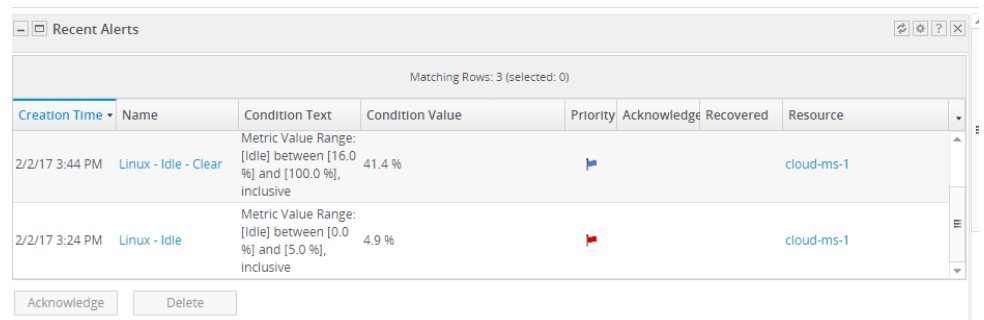 Recent Alerts
?
Matching Rows: 3 (selected: 0)
Creation Time Name Condition Text Condition Value Priority Acknowledge Recovered Resource
Metric Value Range:
[Idle] between [16.0
2/2/17 3:44 PM Linux - Idle - Clear %] and [100.0 %], 41.4 % cloud-ms-1
inclusive
Metric Value Range:
[Idle] between [0.0
2/2/17 3:24 PM Linux - Idle %] and [5.0 %], 4.9 % cloud-ms-1
inclusive
Acknowledge Delete